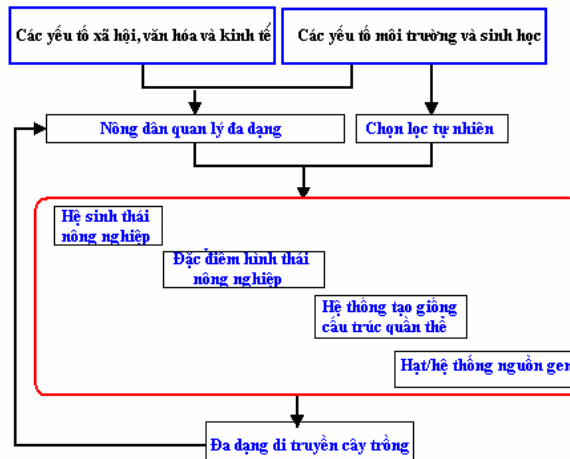 Các yếu tố xã hội, văn hóa và kinh tế
Các yếu tố môi trường và sinh học
Nông dân quan lý đa dạng
Chọn lọc tự nhiên
Hệ sinh thái
nông nghiệp
Đặc điểm hình thái
nông nghiệp
Hệ thống tạo giống
cấu trúc quần thể
Hạt/hệ thống nguồn gen
Đa dạng di truyền cây trồng